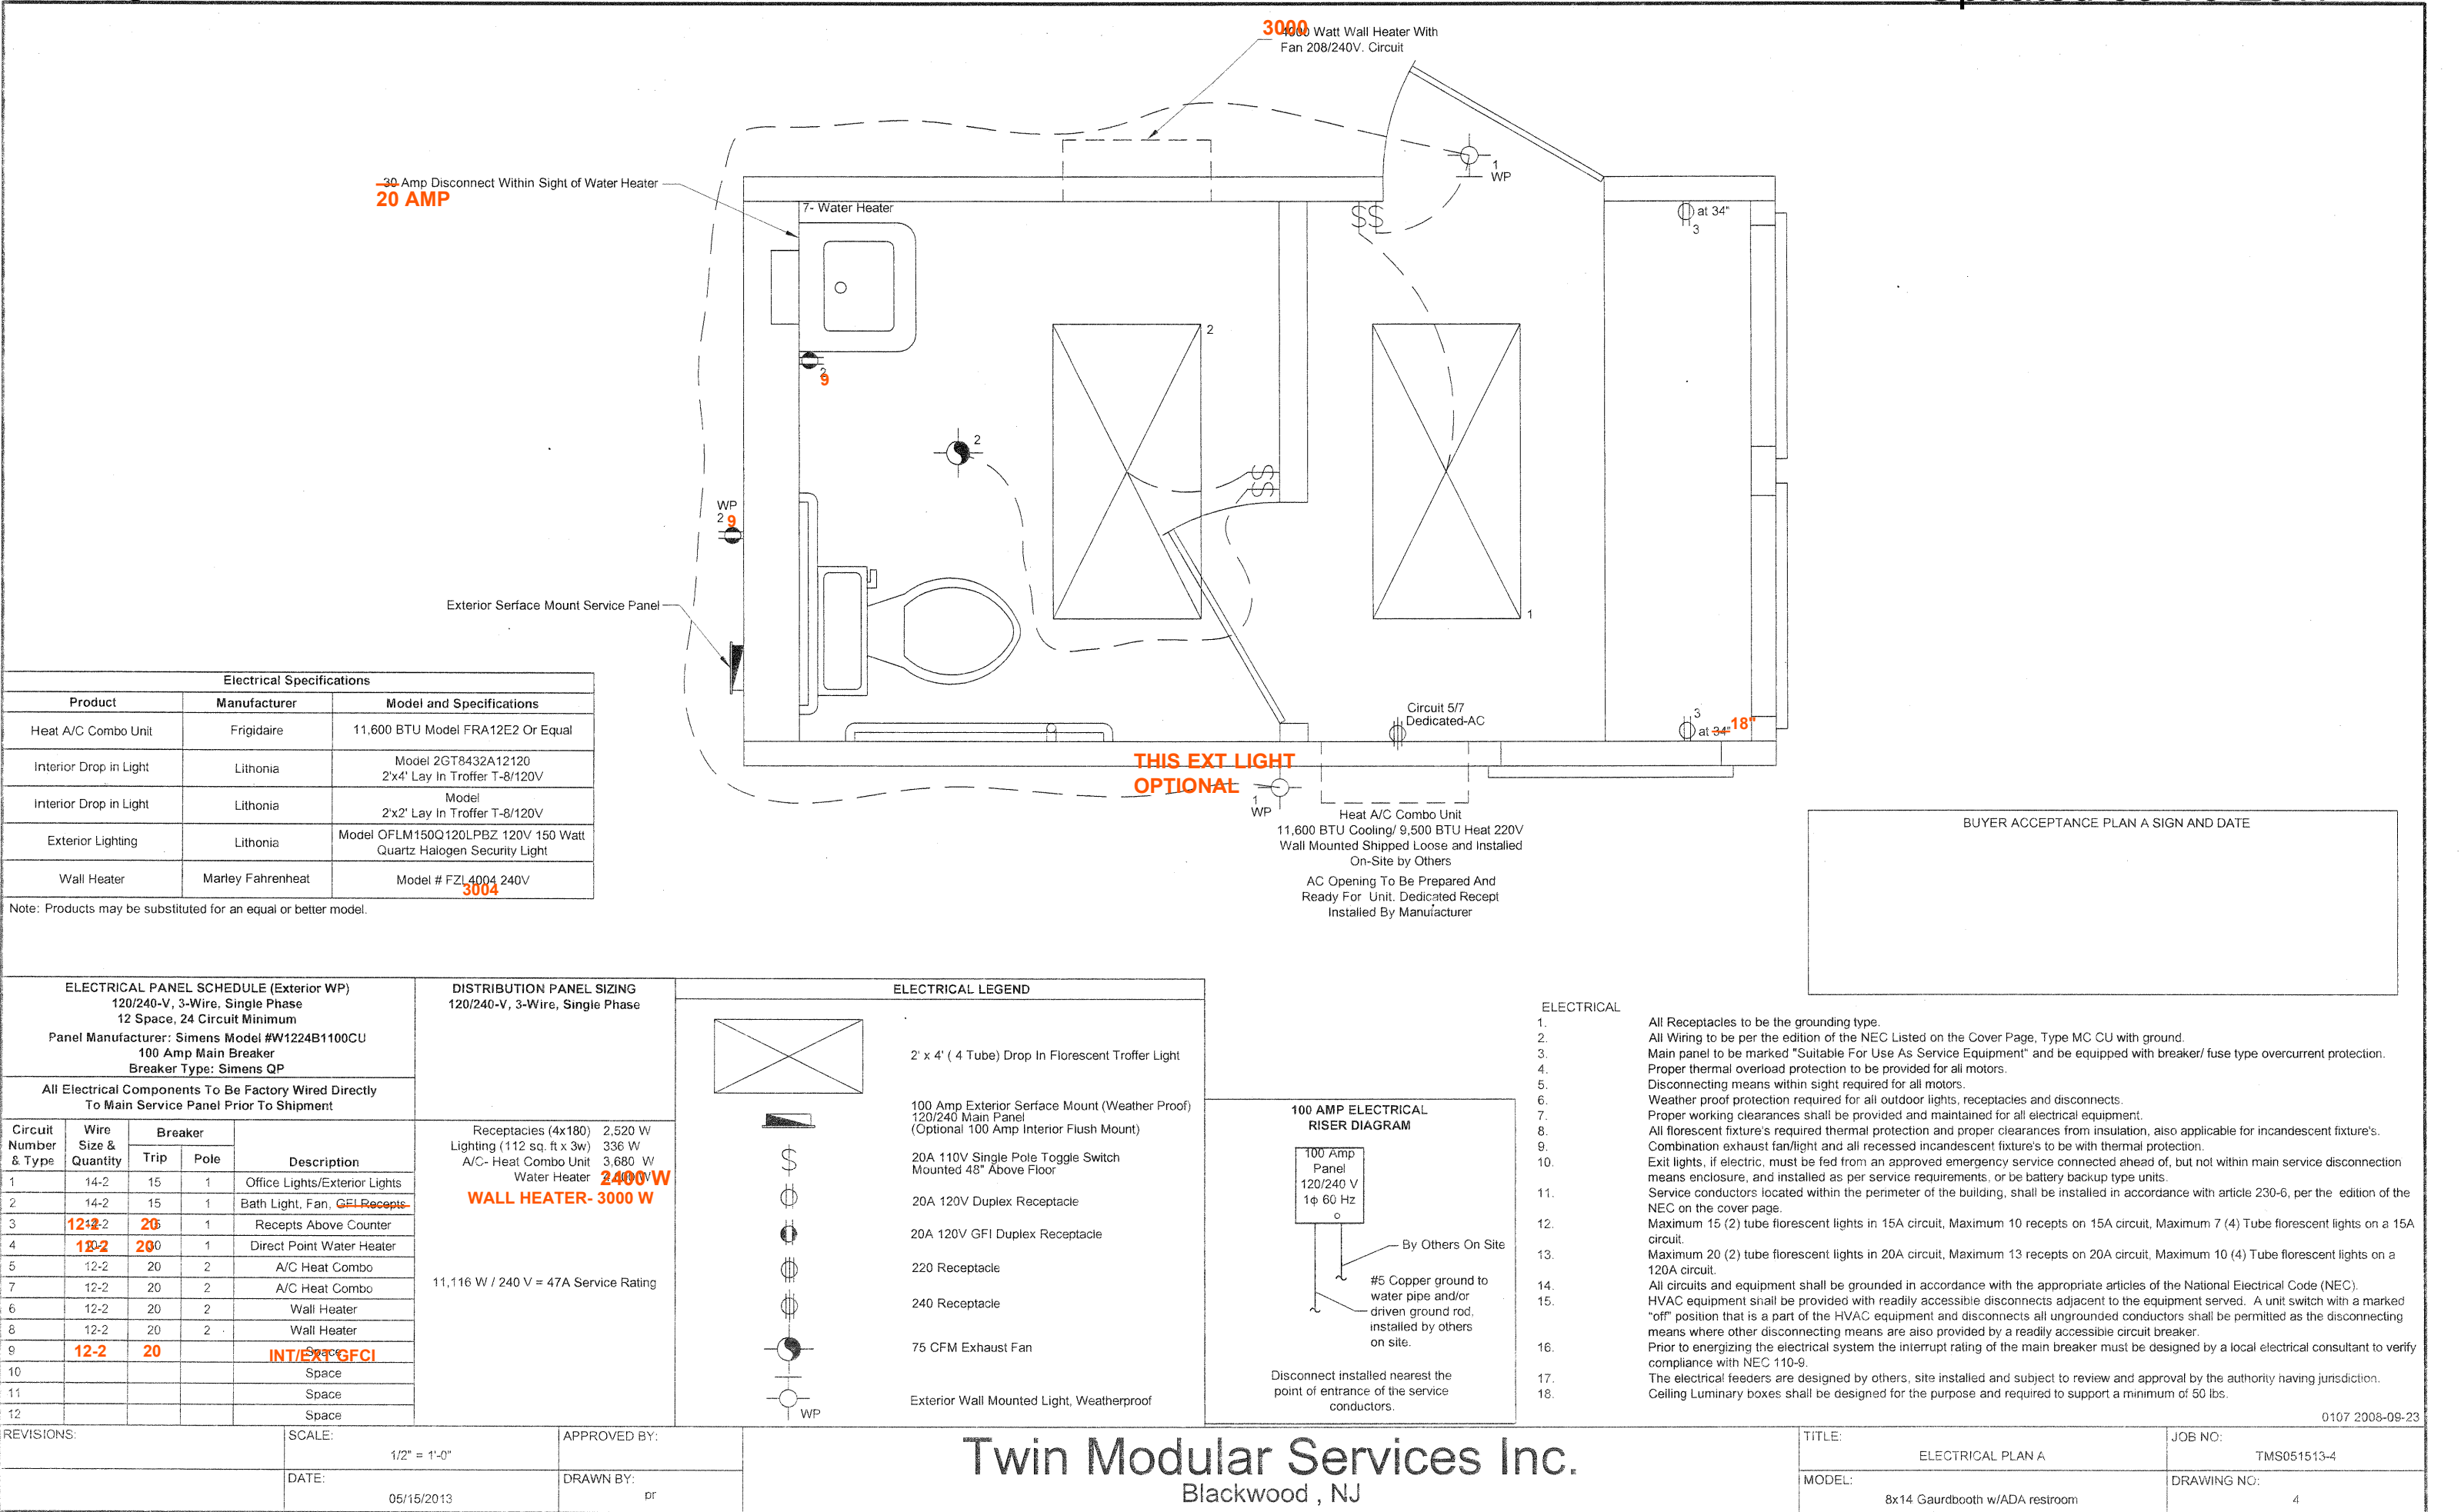 3000 Watt Wall Heater With
Fan 208/240V. Circuit
30 Amp Disconnect Within Sight of Water Heater
20 AMP
7- Water Heater
1
WP
at 34"
3
2
2
9
2
WP
2 9
Exterior Serface Mount Service Panel
1
Circuit 5/7
Dedicated-AC
3
at 34" 18"
THIS EXT LIGHT
OPTIONAL
1
WP
Heat A/C Combo Unit
11,600 BTU Cooling/ 9,500 BTU Heat 220V
Wall Mounted Shipped Loose and Installed
On-Site by Others
AC Opening To Be Prepared And
Ready For Unit. Dedicated Recept
Installed By Manufacturer
Electrical Specifications
Product Manufacturer Model and Specifications
Heat A/C Combo Unit Frigidaire 11,600 BTU Model FRA12E2 Or Equal
Interior Drop in Light Lithonia Model 2GT8432A12120
2'x4' Lay In Troffer T-8/120V
Interior Drop in Light Lithonia Model
2'x2' Lay In Troffer T-8/120V
Exterior Lighting Lithonia Model OFLM150Q120LPBZ 120V 150 Watt
Quartz Halogen Security Light
Wall Heater Marley Fahrenheat Model # FZL4004 240V
3004
Note: Products may be substituted for an equal or better model.
BUYER ACCEPTANCE PLAN A SIGN AND DATE
ELECTRICAL PANEL SCHEDULE (Exterior WP)
120/240-V, 3-Wire, Single Phase
12 Space, 24 Circuit Minimum
Panel Manufacturer: Simens Model #W1224B1100CU
100 Amp Main Breaker
Breaker Type: Simens QP
All Electrical Components To Be Factory Wired Directly
To Main Service Panel Prior To Shipment
Circuit Number & Type Wire Size & Quantity Breaker Trip Pole Description
1 14-2 15 1 Office Lights/Exterior Lights
2 14-2 15 1 Bath Light, Fan, GFI Recepts
3 12-2 20 1 Recepts Above Counter
4 12-2 20 1 Direct Point Water Heater
5 12-2 20 2 A/C Heat Combo
7 12-2 20 2 A/C Heat Combo
6 12-2 20 2 Wall Heater
8 12-2 20 2 Wall Heater
9 12-2 20 INT/EXT GFCI
10 Space
11 Space
12 Space
DISTRIBUTION PANEL SIZING
120/240-V, 3-Wire, Single Phase
Receptacies (4x180) 2,520 W
Lighting (112 sq. ft x 3w) 336 W
A/C- Heat Combo Unit 3,680 W
Water Heater 2400 W
WALL HEATER- 3000 W
11,116 W / 240 V = 47A Service Rating
ELECTRICAL LEGEND
2' x 4' ( 4 Tube) Drop In Florescent Troffer Light
100 Amp Exterior Surface Mount (Weather Proof)
120/240 Main Panel
(Optional 100 Amp Interior Flush Mount)
20A 110V Single Pole Toggle Switch
Mounted 48" Above Floor
20A 120V Duplex Receptacle
20A 120V GFI Duplex Receptacle
220 Receptacle
240 Receptacle
75 CFM Exhaust Fan
Exterior Wall Mounted Light, Weatherproof
WP
100 AMP ELECTRICAL
RISER DIAGRAM
100 Amp
Panel
120/240 V
1ϕ 60 Hz
By Others On Site
#5 Copper ground to
water pipe and/or
driven ground rod,
installed by others
on site.
Disconnect installed nearest the
point of entrance of the service
conductors.
ELECTRICAL
1. All Receptacles to be the grounding type.
2. All Wiring to be per the edition of the NEC Listed on the Cover Page, Type MC CU with ground.
3. Main panel to be marked "Suitable For Use As Service Equipment" and be equipped with breaker/ fuse type overcurrent protection.
4. Proper thermal overload protection to be provided for all motors.
5. Disconnecting means within sight required for all motors.
6. Weather proof protection required for all outdoor lights, receptacles and disconnects.
7. Proper working clearances shall be provided and maintained for all electrical equipment.
8. All florescent fixture's required thermal protection and proper clearances from insulation, also applicable for incandescent fixture's.
9. Combination exhaust fan/light and all recessed incandescent fixture's to be with thermal protection.
10. Exit lights, if electric, must be fed from an approved emergency service connected ahead of, but not within main service disconnection
means enclosure, and installed as per service requirements, or be battery backup type units.
11. Service conductors located within the perimeter of the building, shall be installed in accordance with article 230-6, per the edition of the
NEC on the cover page.
12. Maximum 15 (2) tube florescent lights in 15A circuit, Maximum 10 recepts on 15A circuit, Maximum 7 (4) Tube florescent lights on a 15A
circuit.
13. Maximum 20 (2) tube florescent lights in 20A circuit, Maximum 13 recepts on 20A circuit, Maximum 10 (4) Tube florescent lights on a
120A circuit.
14. All circuits and equipment shall be grounded in accordance with the appropriate articles of the National Electrical Code (NEC).
15. HVAC equipment shall be provided with readily accessible disconnects adjacent to the equipment served. A unit switch with a marked
"off" position that is a part of the HVAC equipment and disconnects all ungrounded conductors shall be permitted as the disconnecting
means where other disconnecting means are also provided by a readily accessible circuit breaker.
16. Prior to energizing the electrical system the interrupt rating of the main breaker must be designed by a local electrical consultant to verify
compliance with NEC 110-9.
17. The electrical feeders are designed by others, site installed and subject to review and approval by the authority having jurisdiction.
18. Ceiling Luminary boxes shall be designed for the purpose and required to support a minimum of 50 lbs.
0107 2008-09-23
REVISIONS:
SCALE:
1/2" = 1'-0"
APPROVED BY:
DATE:
05/15/2013
DRAWN BY:
pr
Twin Modular Services Inc.
Blackwood , NJ
TITLE:
ELECTRICAL PLAN A
JOB NO:
TMS051513-4
MODEL:
8x14 Gaurdbooth w/ADA restroom
DRAWING NO:
4